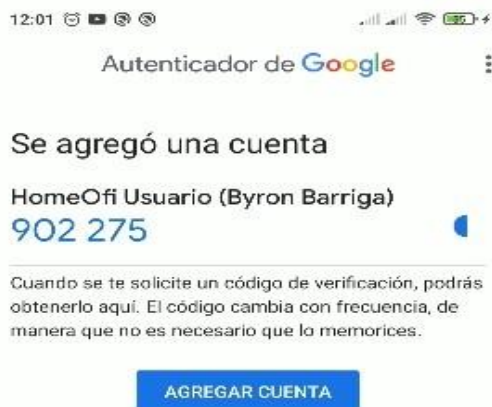 12:01
Autenticador de Google
Se agregó una cuenta
HomeOfi Usuario (Byron Barriga)
902 275
Cuando se te solicite un código de verificación, podrás
obtenerlo aquí. El código cambia con frecuencia, de
manera que no es necesario que lo memorices.
AGREGAR CUENTA